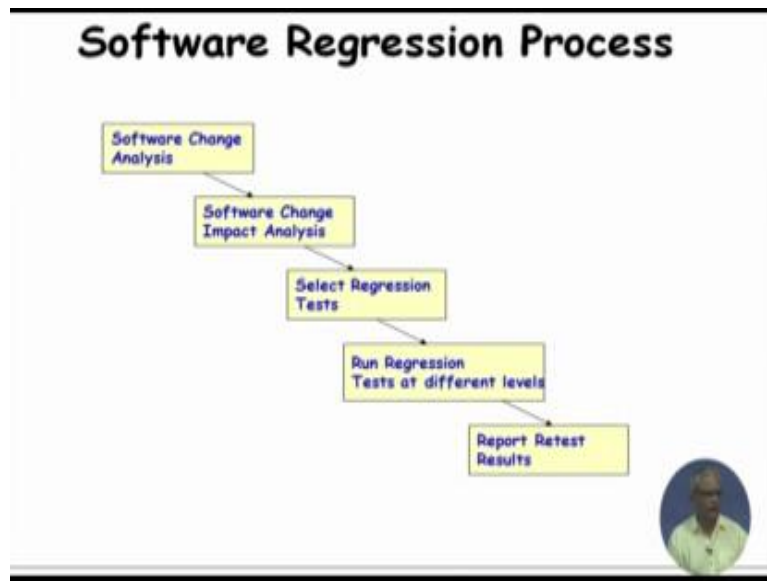 Software Regression Process
Software Change
Analysis
Software Change
Impact Analysis
Select Regression
Tests
Run Regression
Tests at different levels
Report Retest
Results